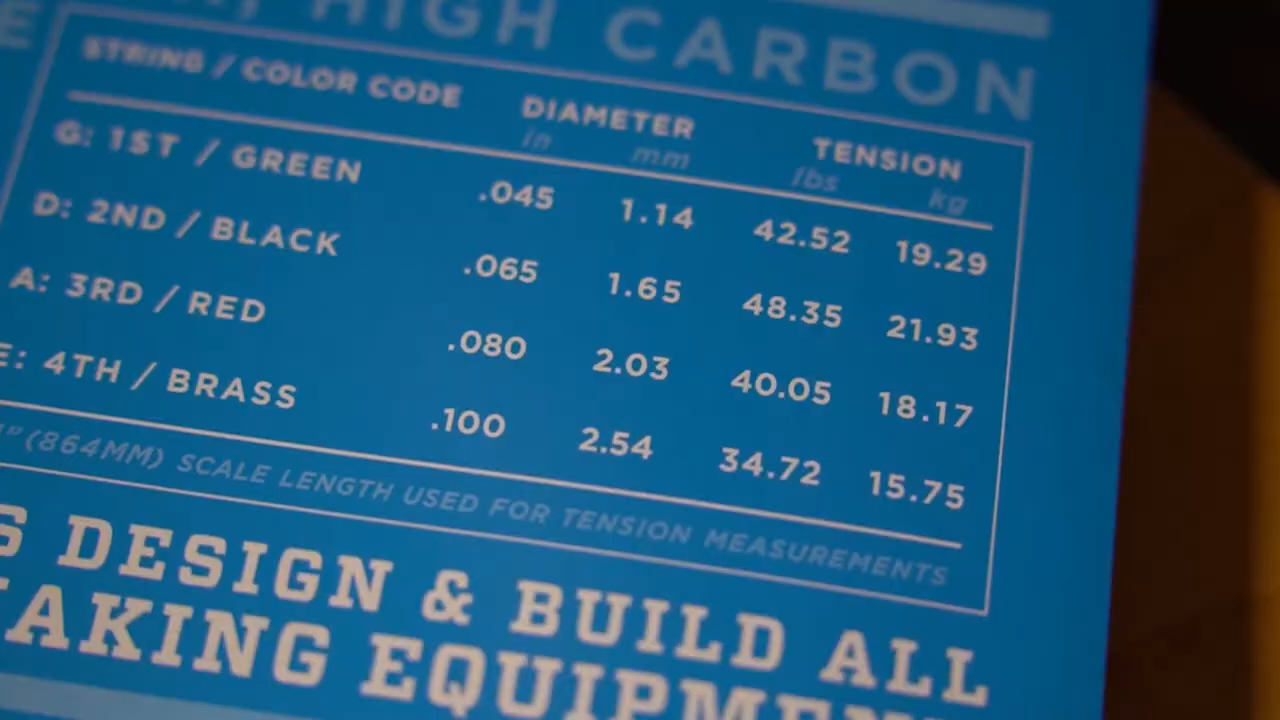 HIGH CARBON
STRING / COLOR CODE DIAMETER TENSION
in mm lbs kg
G: 1ST / GREEN .045 1.14 42.52 19.29
D: 2ND / BLACK .065 1.65 48.35 21.93
A: 3RD / RED .080 2.03 40.05 18.17
E: 4TH / BRASS .100 2.54 34.72 15.75
(864MM) SCALE LENGTH USED FOR TENSION MEASUREMENTS
DESIGN & BUILD ALL